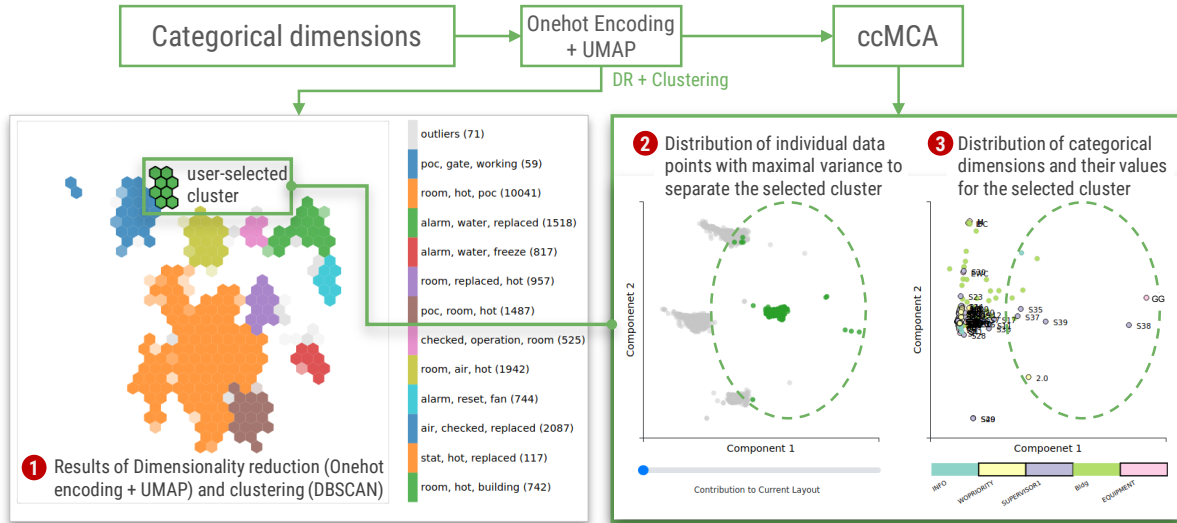 Categorical dimensions
Onehot Encoding
+ UMAP
ccMCA
DR + Clustering
user-selected
cluster
outliers (71)
poc, gate, working (59)
room, hot, poc (10041)
alarm, water, replaced (1518)
alarm, water, freeze (817)
room, replaced, hot (957)
poc, room, hot (1487)
checked, operation, room (525)
room, air, hot (1942)
alarm, reset, fan (744)
air, checked, replaced (2087)
stat, hot, replaced (117)
room, hot, building (742)
1 Results of Dimensionality reduction (Onehot
encoding + UMAP) and clustering (DBSCAN)
2 Distribution of individual data
points with maximal variance to
separate the selected cluster
Componenet 2
Componenet 1
Contribution to Current Layout
3 Distribution of categorical
dimensions and their values
for the selected cluster
Componenet 2
S23
S35
S37
S17
S39
S38
GG
S28
2.0
Componenet 1
INFO
WOPRIORITY
SUPERVISOR1
Bldg
EQUIPMENT